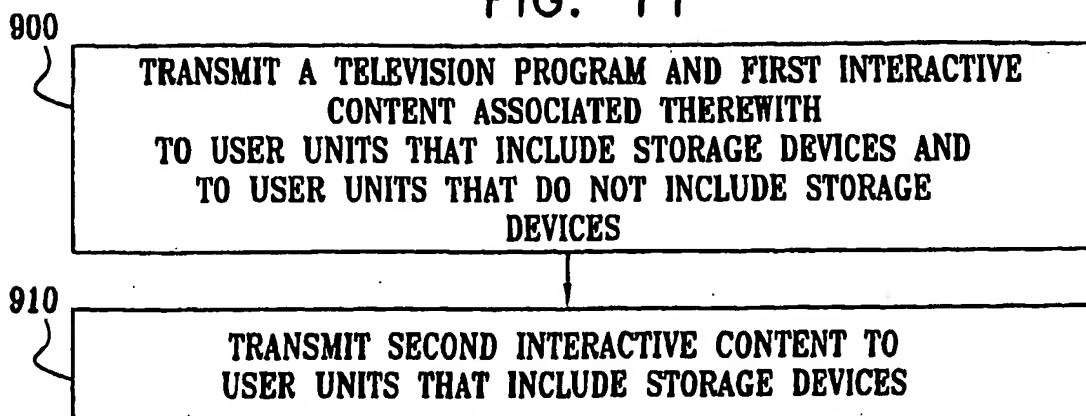 FIG. 11
900
TRANSMIT A TELEVISION PROGRAM AND FIRST INTERACTIVE
CONTENT ASSOCIATED THEREWITH
TO USER UNITS THAT INCLUDE STORAGE DEVICES AND
TO USER UNITS THAT DO NOT INCLUDE STORAGE
DEVICES
910
TRANSMIT SECOND INTERACTIVE CONTENT TO
USER UNITS THAT INCLUDE STORAGE DEVICES